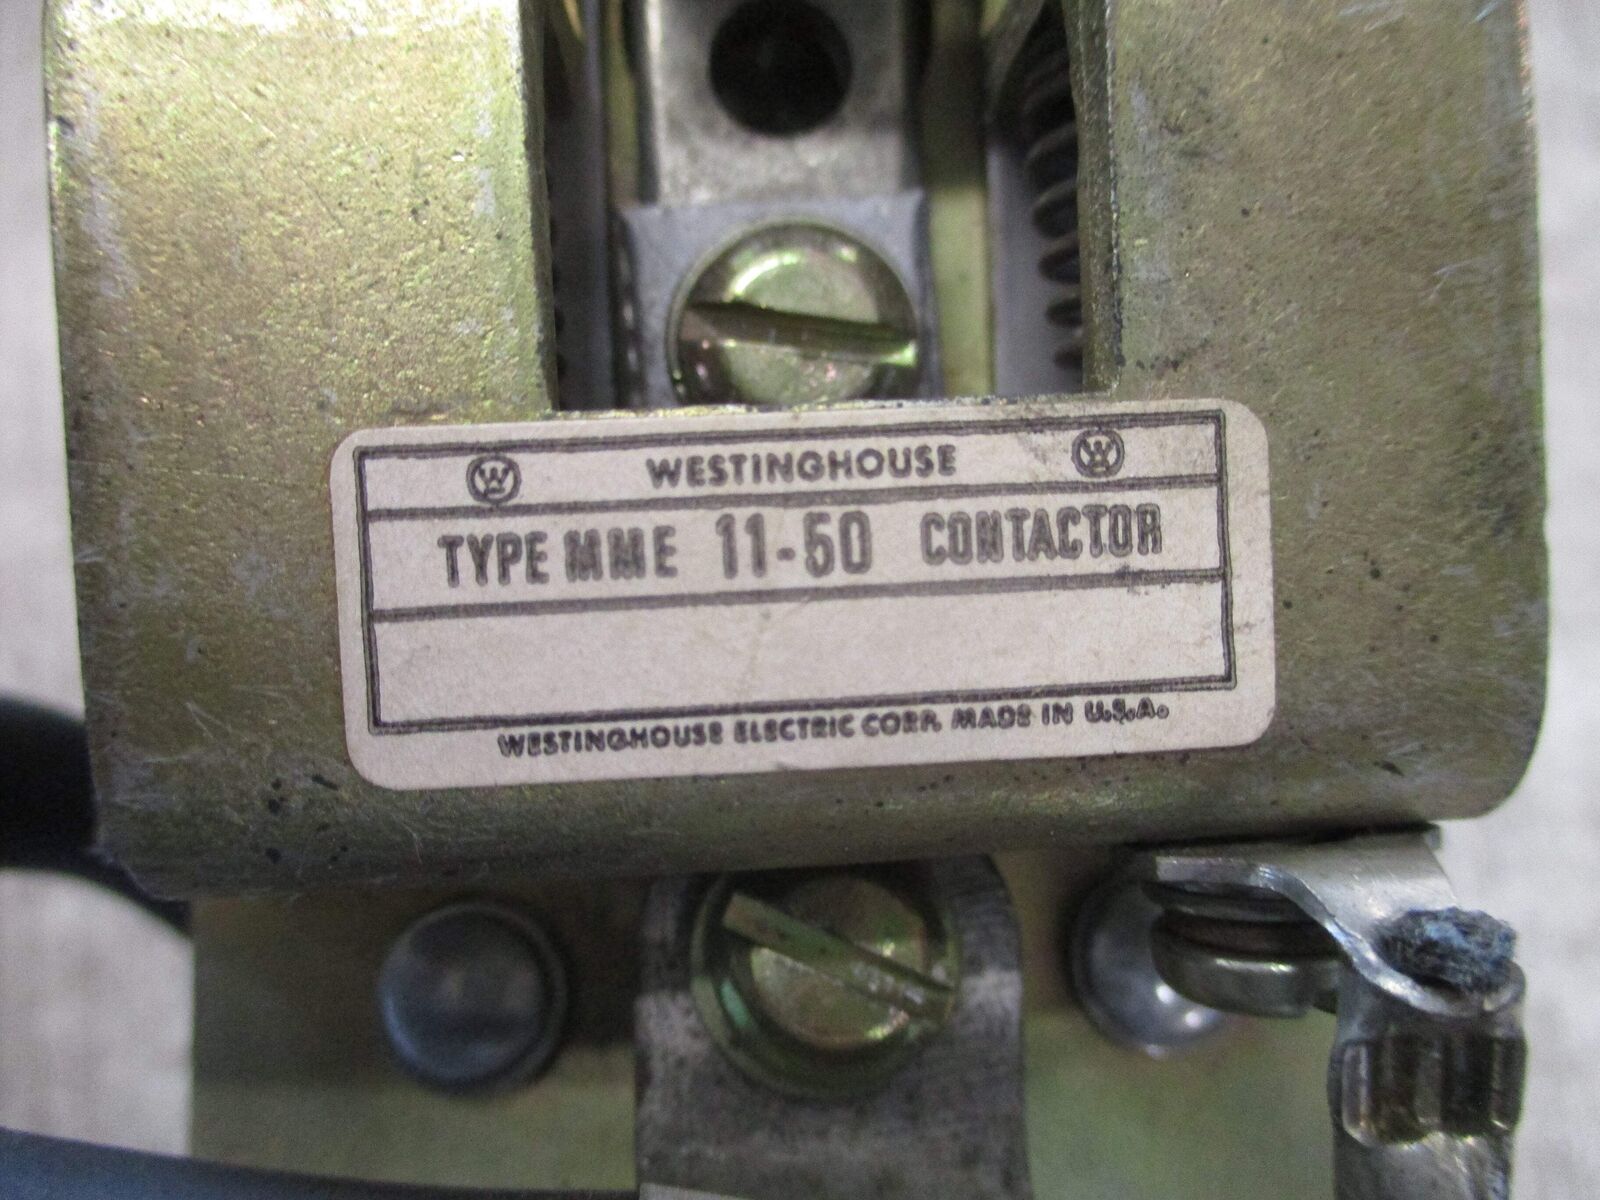 W WESTINGHOUSE W
TYPE MME 11-50 CONTACTOR
WESTINGHOUSE ELECTRIC CORP. MADE IN U.S.A.